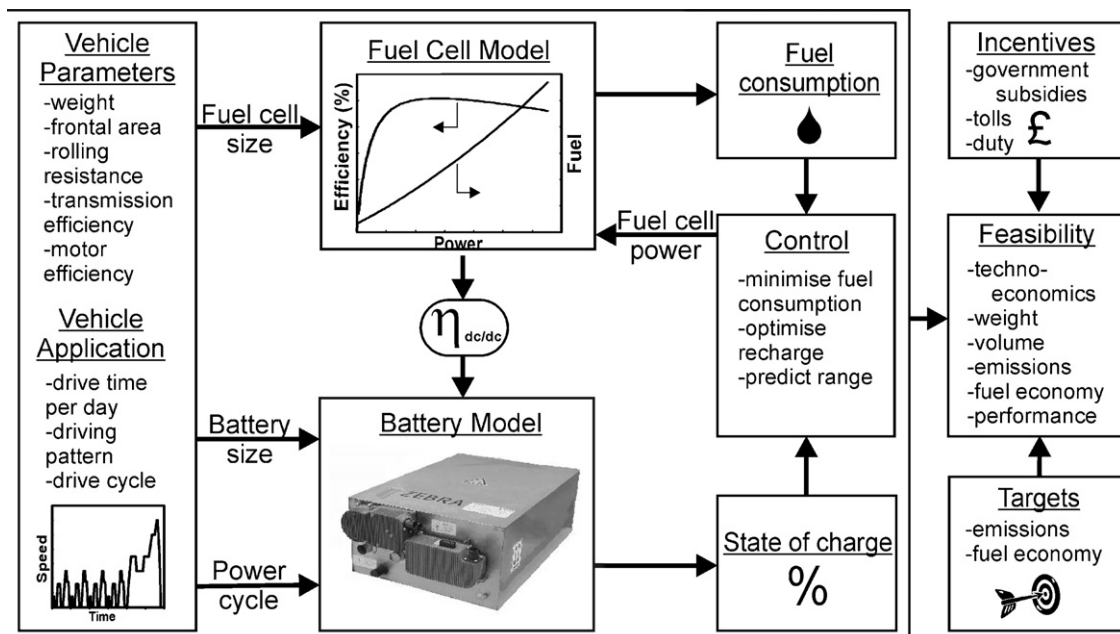 Vehicle
Parameters
-weight
-frontal area
-rolling
resistance
-transmission
efficiency
-motor
efficiency
Vehicle
Application
-drive time
per day
-driving
pattern
-drive cycle
Speed
Time
Fuel cell
size
Battery
size
Power
cycle
Fuel Cell Model
Efficiency (%)
Fuel
Power
η dc/dc
Battery Model
ZEBRA
Fuel
consumption
Fuel cell
power
Control
-minimise fuel
consumption
-optimise
recharge
-predict range
State of charge
%
Incentives
-government
subsidies
-tolls
-duty
£
Feasibility
-techno-
economics
-weight
-volume
-emissions
-fuel economy
-performance
Targets
-emissions
-fuel economy